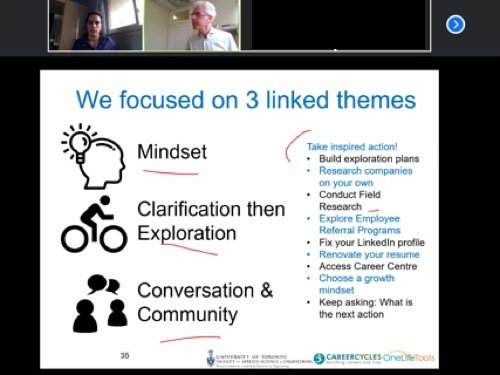 We focused on 3 linked themes
Mindset
Clarification then
Exploration
Conversation &
Community
Take inspired action!
• Build exploration plans
• Research companies
on your own
• Conduct Field
Research
• Explore Employee
Referral Programs
• Fix your LinkedIn profile
• Renovate your resume
• Access Career Centre
• Choose a growth
mindset
• Keep asking: What is
the next action
35
UNIVERSITY OF TORONTO
CAREERCYCLES
OneLifeTools